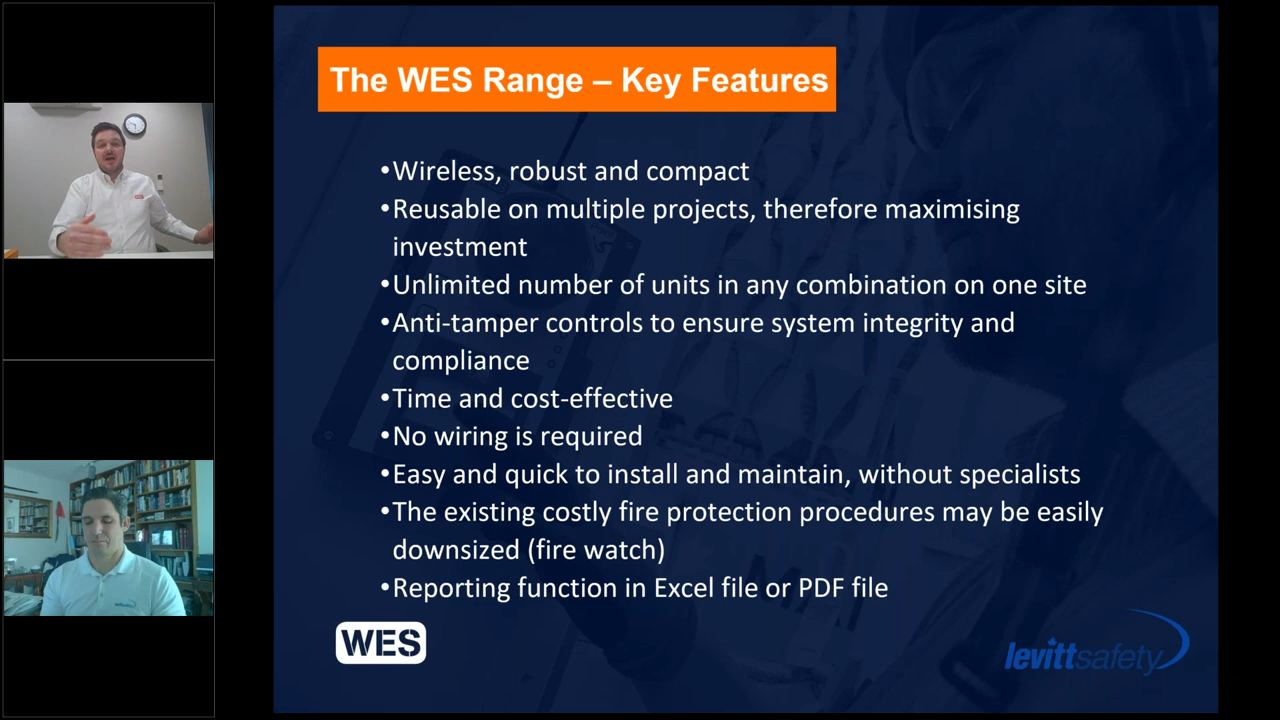 The WES Range – Key Features
•Wireless, robust and compact
•Reusable on multiple projects, therefore maximising
investment
•Unlimited number of units in any combination on one site
•Anti-tamper controls to ensure system integrity and
compliance
•Time and cost-effective
•No wiring is required
•Easy and quick to install and maintain, without specialists
•The existing costly fire protection procedures may be easily
downsized (fire watch)
•Reporting function in Excel file or PDF file
WES
levittsafety